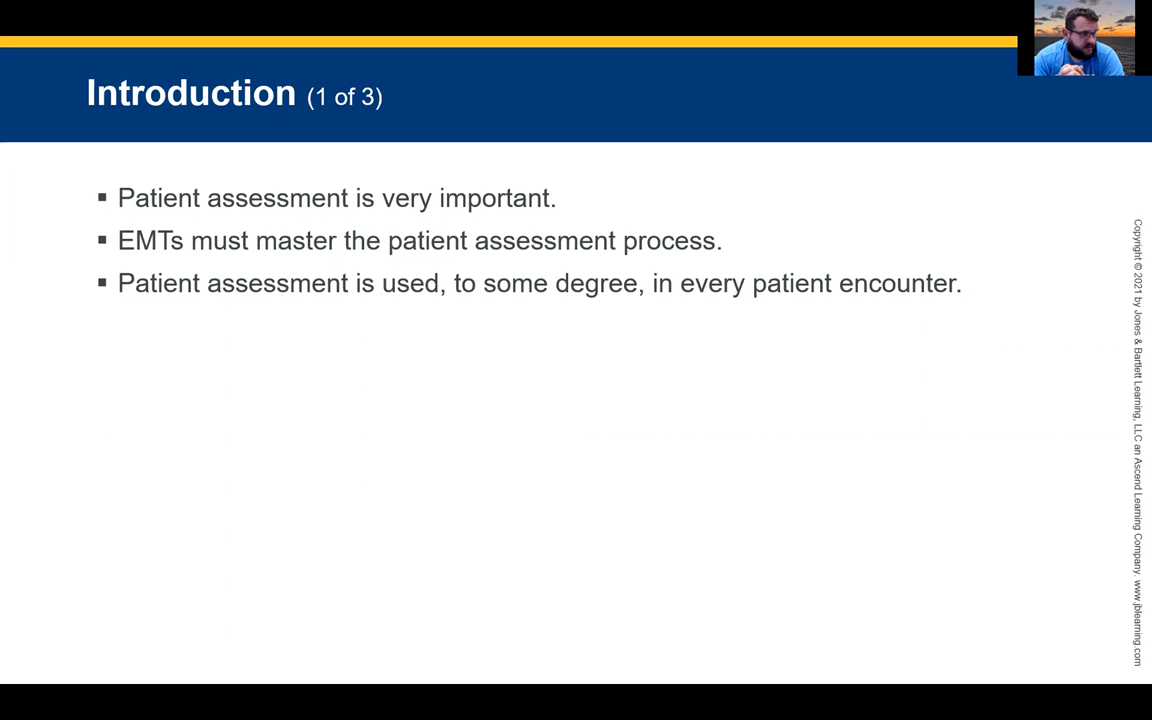 Introduction (1 of 3)
▪ Patient assessment is very important.
▪ EMTs must master the patient assessment process.
▪ Patient assessment is used, to some degree, in every patient encounter.
Copyright © 2021 by Jones & Bartlett Learning, LLC an Ascend Learning Company. www.jblearning.com